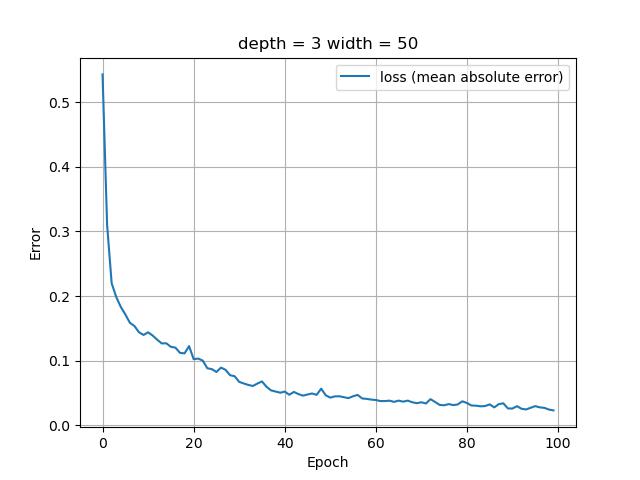 depth = 3 width = 50
loss (mean absolute error)
Error
0.5
0.4
0.3
0.2
0.1
0.0
0 20 40 60 80 100
Epoch